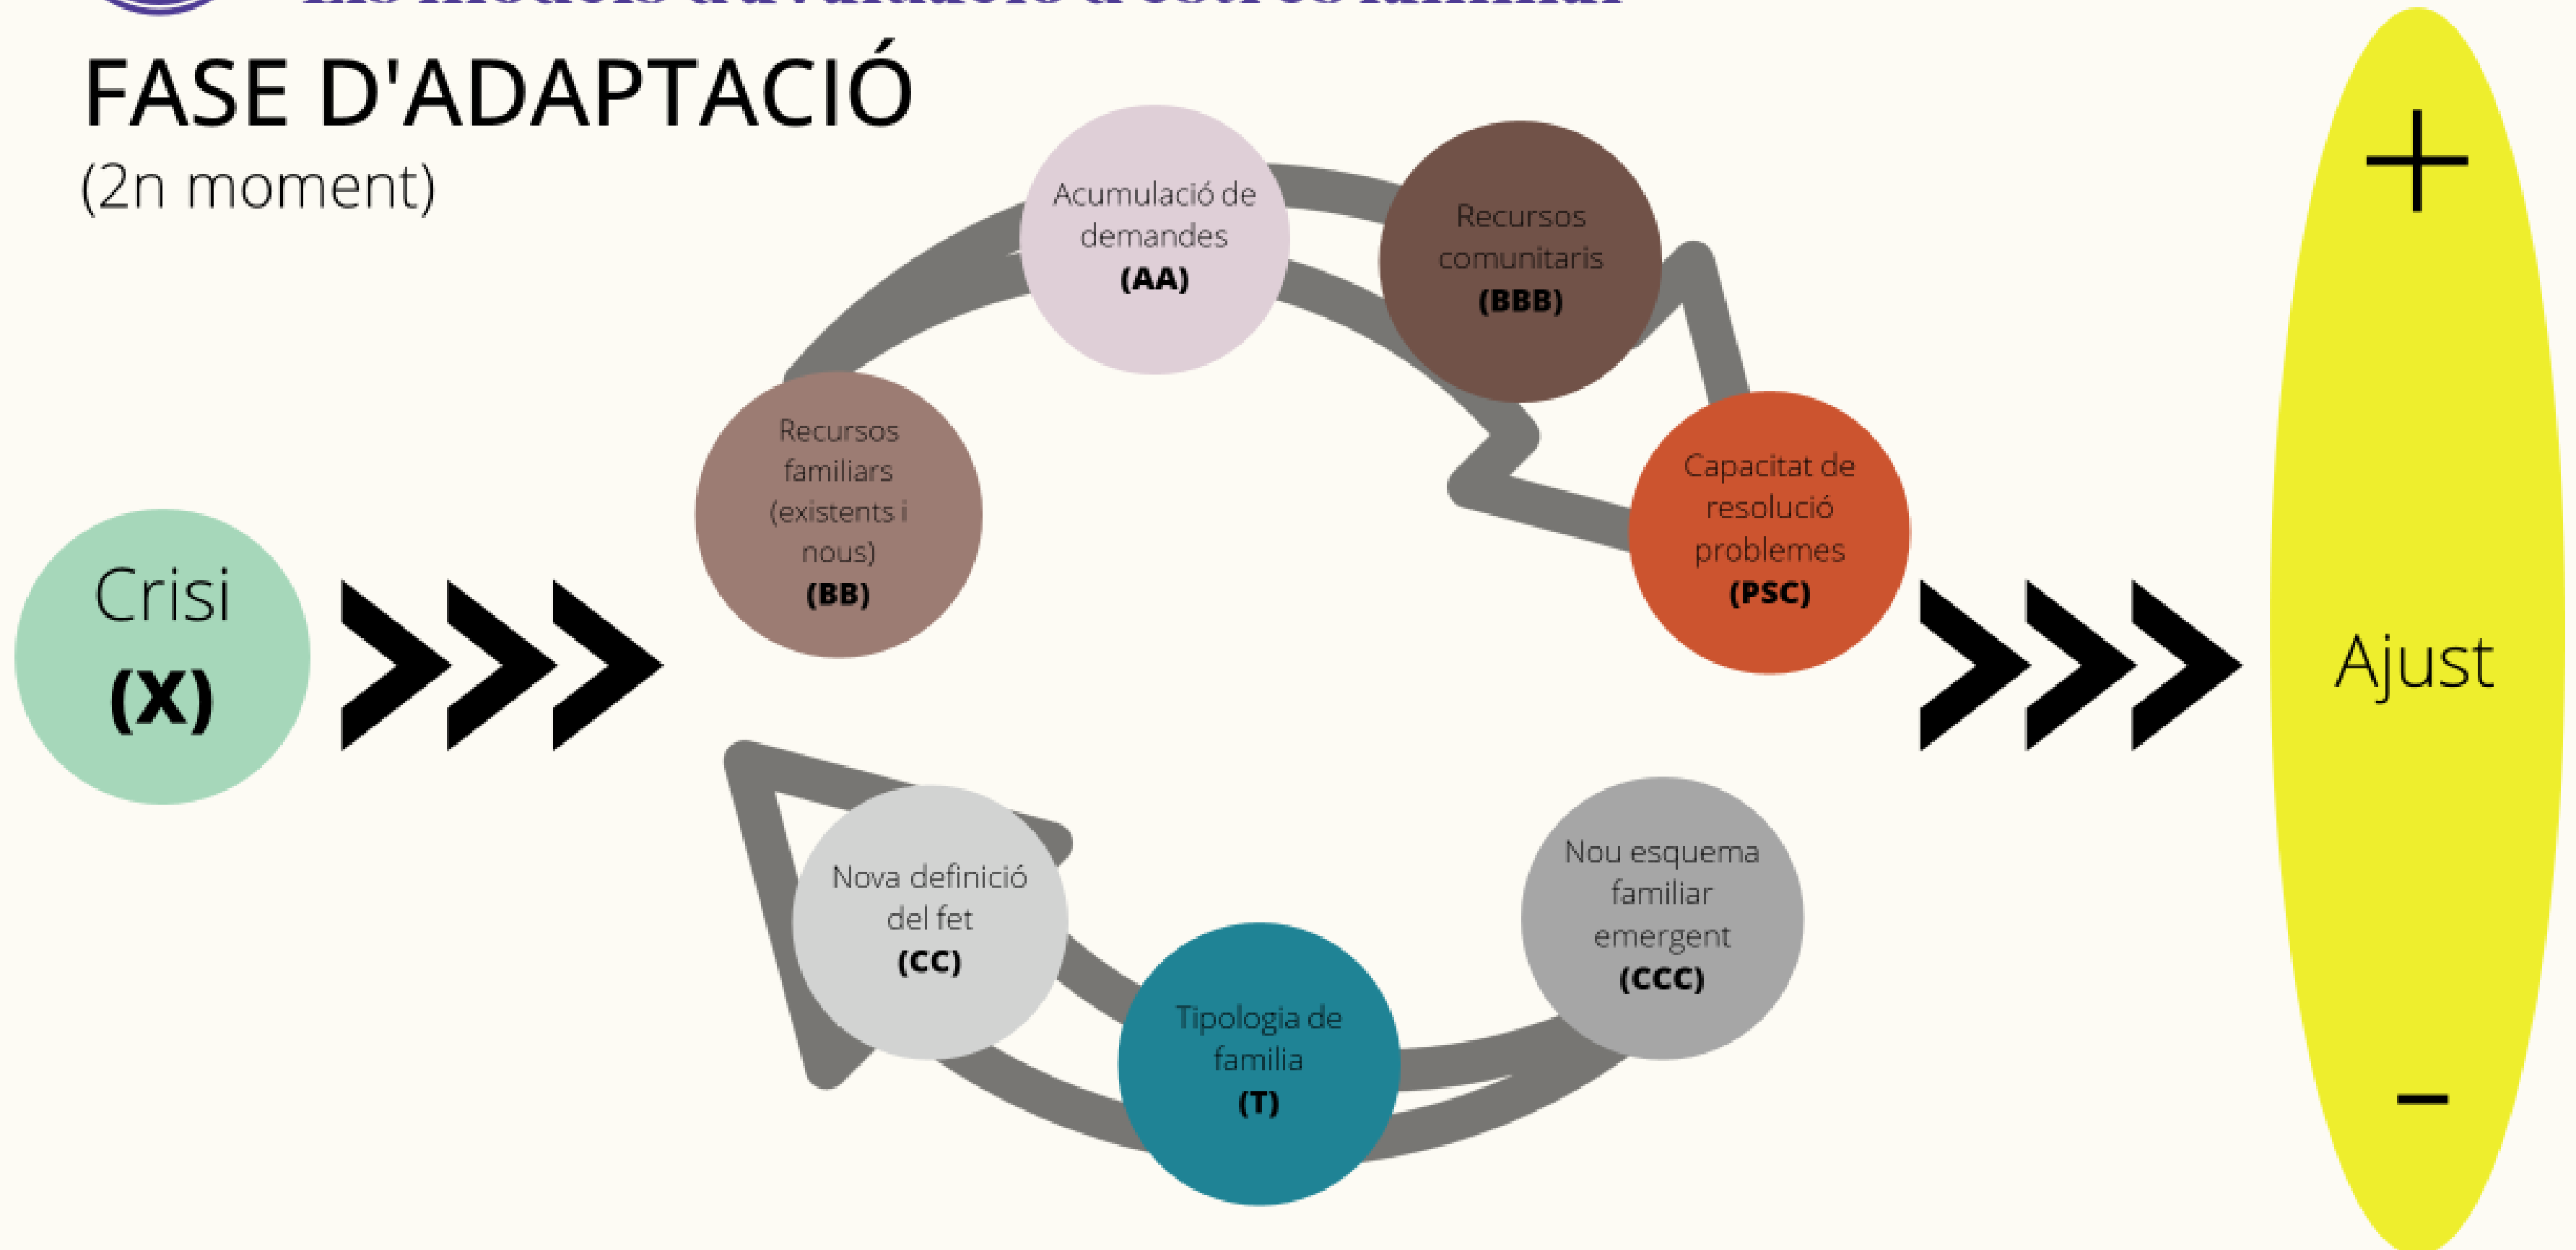 FASE D'ADAPTACIÓ
(2n moment)
Acumulació de
demandes
(AA)
Recursos
comunitaris
(BBB)
Recursos
familiars
(existents i
nous)
(BB)
Capacitat de
resolució
problemes
(PSC)
Crisi
(X)
Nova definició
del fet
(CC)
Tipologia de
familia
(T)
Nou esquema
familiar
emergent
(CCC)
+
Ajust
–